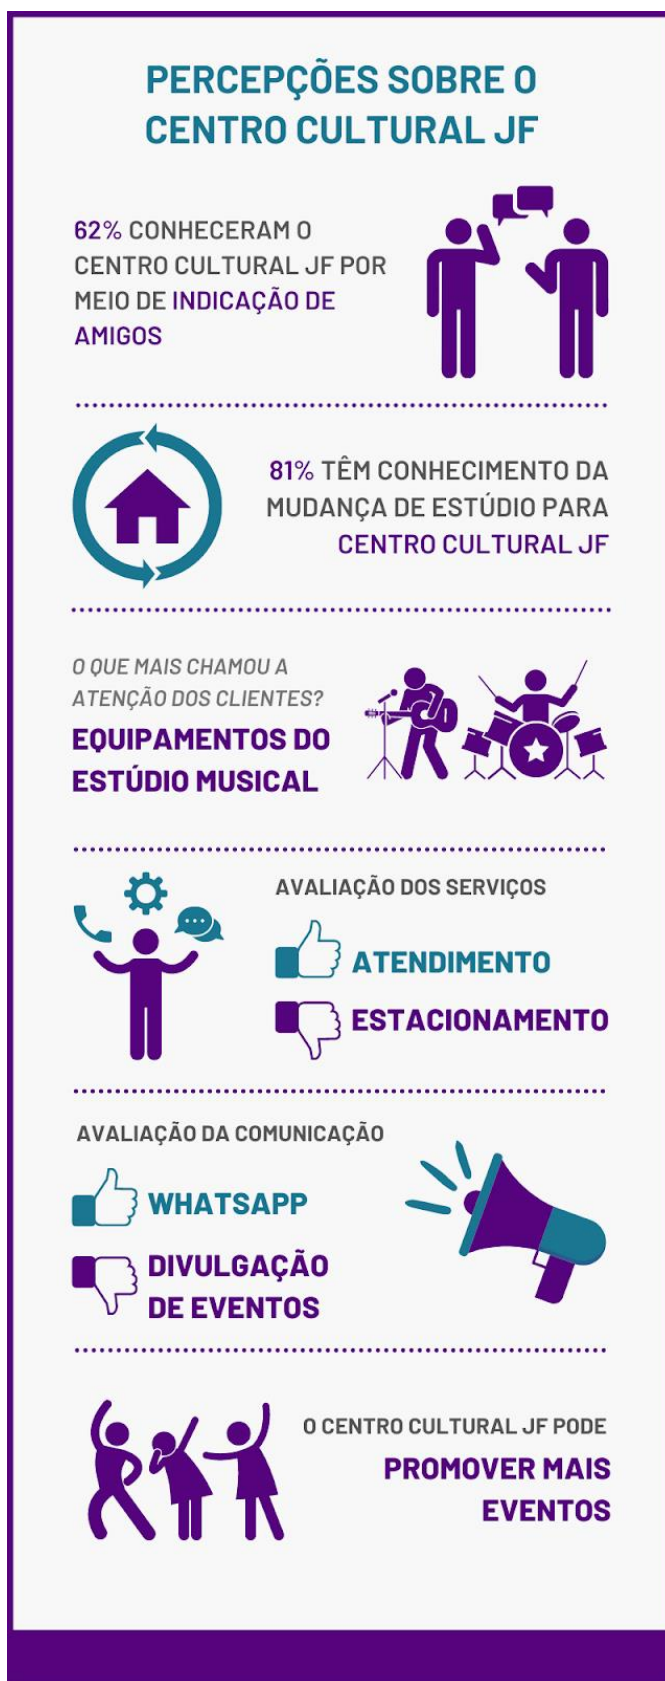 PERCEPÇÕES SOBRE O
CENTRO CULTURAL JF
62% CONHECERAM O
CENTRO CULTURAL JF POR
MEIO DE INDICAÇÃO DE
AMIGOS
81% TÊM CONHECIMENTO DA
MUDANÇA DE ESTÚDIO PARA
CENTRO CULTURAL JF
O QUE MAIS CHAMOU A
ATENÇÃO DOS CLIENTES?
EQUIPAMENTOS DO
ESTÚDIO MUSICAL
AVALIAÇÃO DOS SERVIÇOS
ATENDIMENTO
ESTACIONAMENTO
AVALIAÇÃO DA COMUNICAÇÃO
WHATSAPP
DIVULGAÇÃO
DE EVENTOS
O CENTRO CULTURAL JF PODE
PROMOVER MAIS
EVENTOS